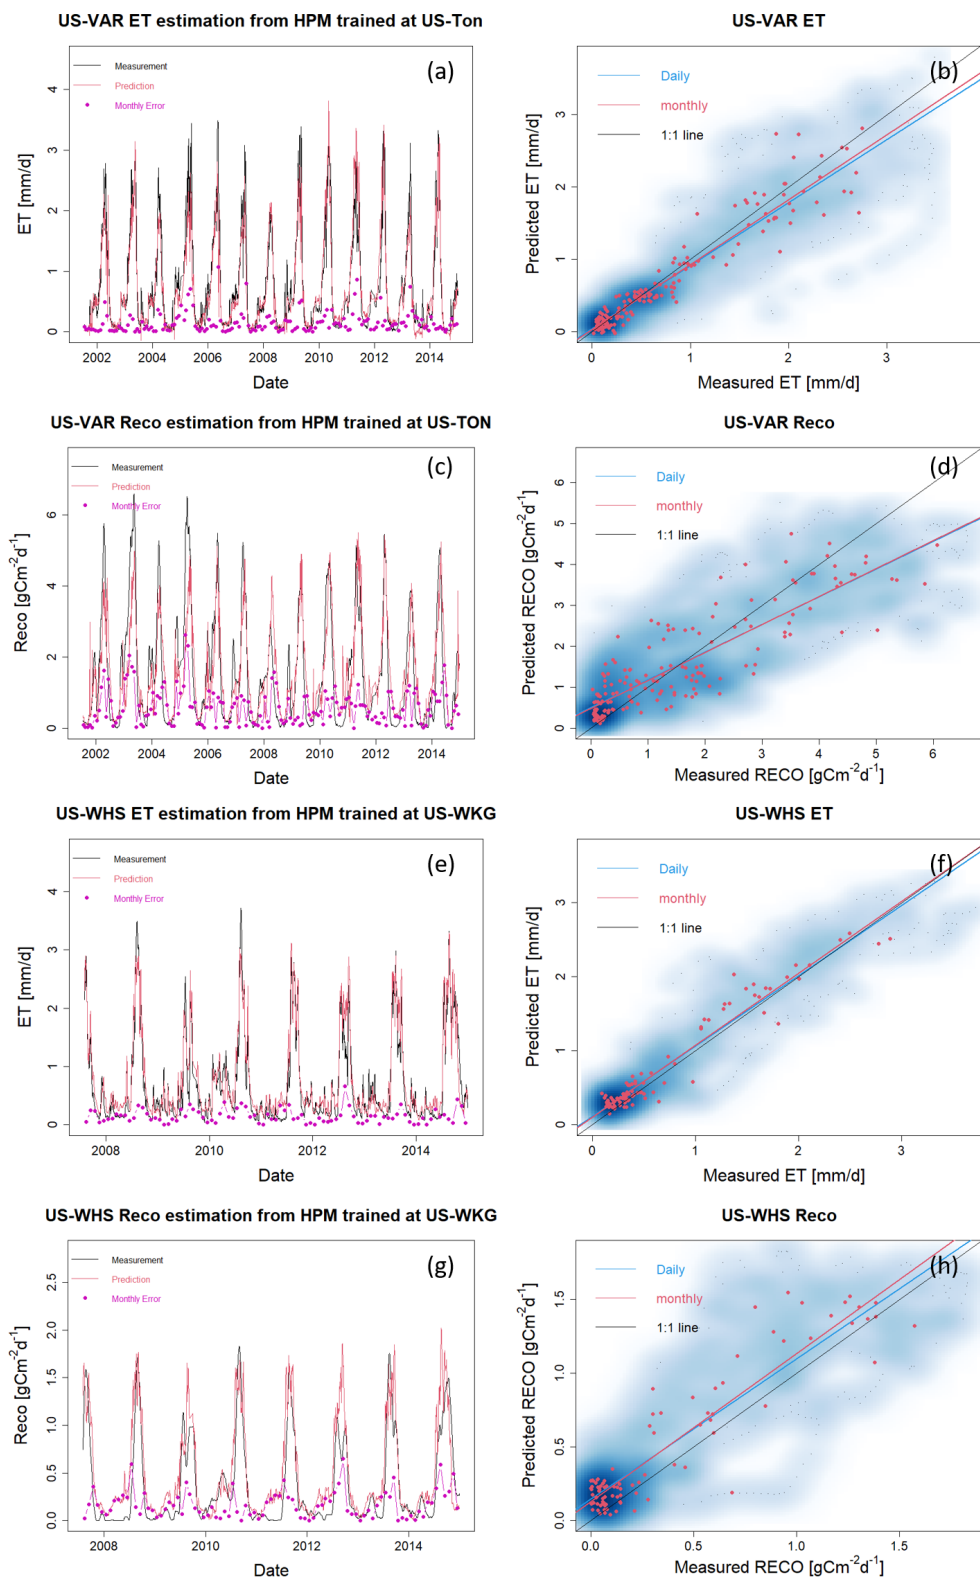 US-VAR ET estimation from HPM trained at US-Ton
US-VAR ET
Measurement
Prediction
Monthly Error
(a)
4
3
2
1
0
ET [mm/d]
2002 2004 2006 2008 2010 2012 2014
Date
Daily
monthly
1:1 line
(b)
3
2
1
0
Predicted ET [mm/d]
0 1 2 3
Measured ET [mm/d]
US-VAR Reco estimation from HPM trained at US-TON
US-VAR Reco
Measurement
Prediction
Monthly Error
(c)
6
4
2
0
Reco [gCm-2d-1]
2002 2004 2006 2008 2010 2012 2014
Date
Daily
monthly
1:1 line
(d)
6
5
4
3
2
1
0
Predicted RECO [gCm-2d-1]
0 1 2 3 4 5 6
Measured RECO [gCm-2d-1]
US-WHS ET estimation from HPM trained at US-WKG
US-WHS ET
Measurement
Prediction
Monthly Error
(e)
4
3
2
1
0
ET [mm/d]
2008 2010 2012 2014
Date
Daily
monthly
1:1 line
(f)
3
2
1
0
Predicted ET [mm/d]
0 1 2 3
Measured ET [mm/d]
US-WHS Reco estimation from HPM trained at US-WKG
US-WHS Reco
Measurement
Prediction
Monthly Error
(g)
2.5
2.0
1.5
1.0
0.5
0.0
Reco [gCm-2d-1]
2008 2010 2012 2014
Date
Daily
monthly
1:1 line
(h)
1.5
1.0
0.5
0.0
Predicted RECO [gCm-2d-1]
0.0 0.5 1.0 1.5
Measured RECO [gCm-2d-1]